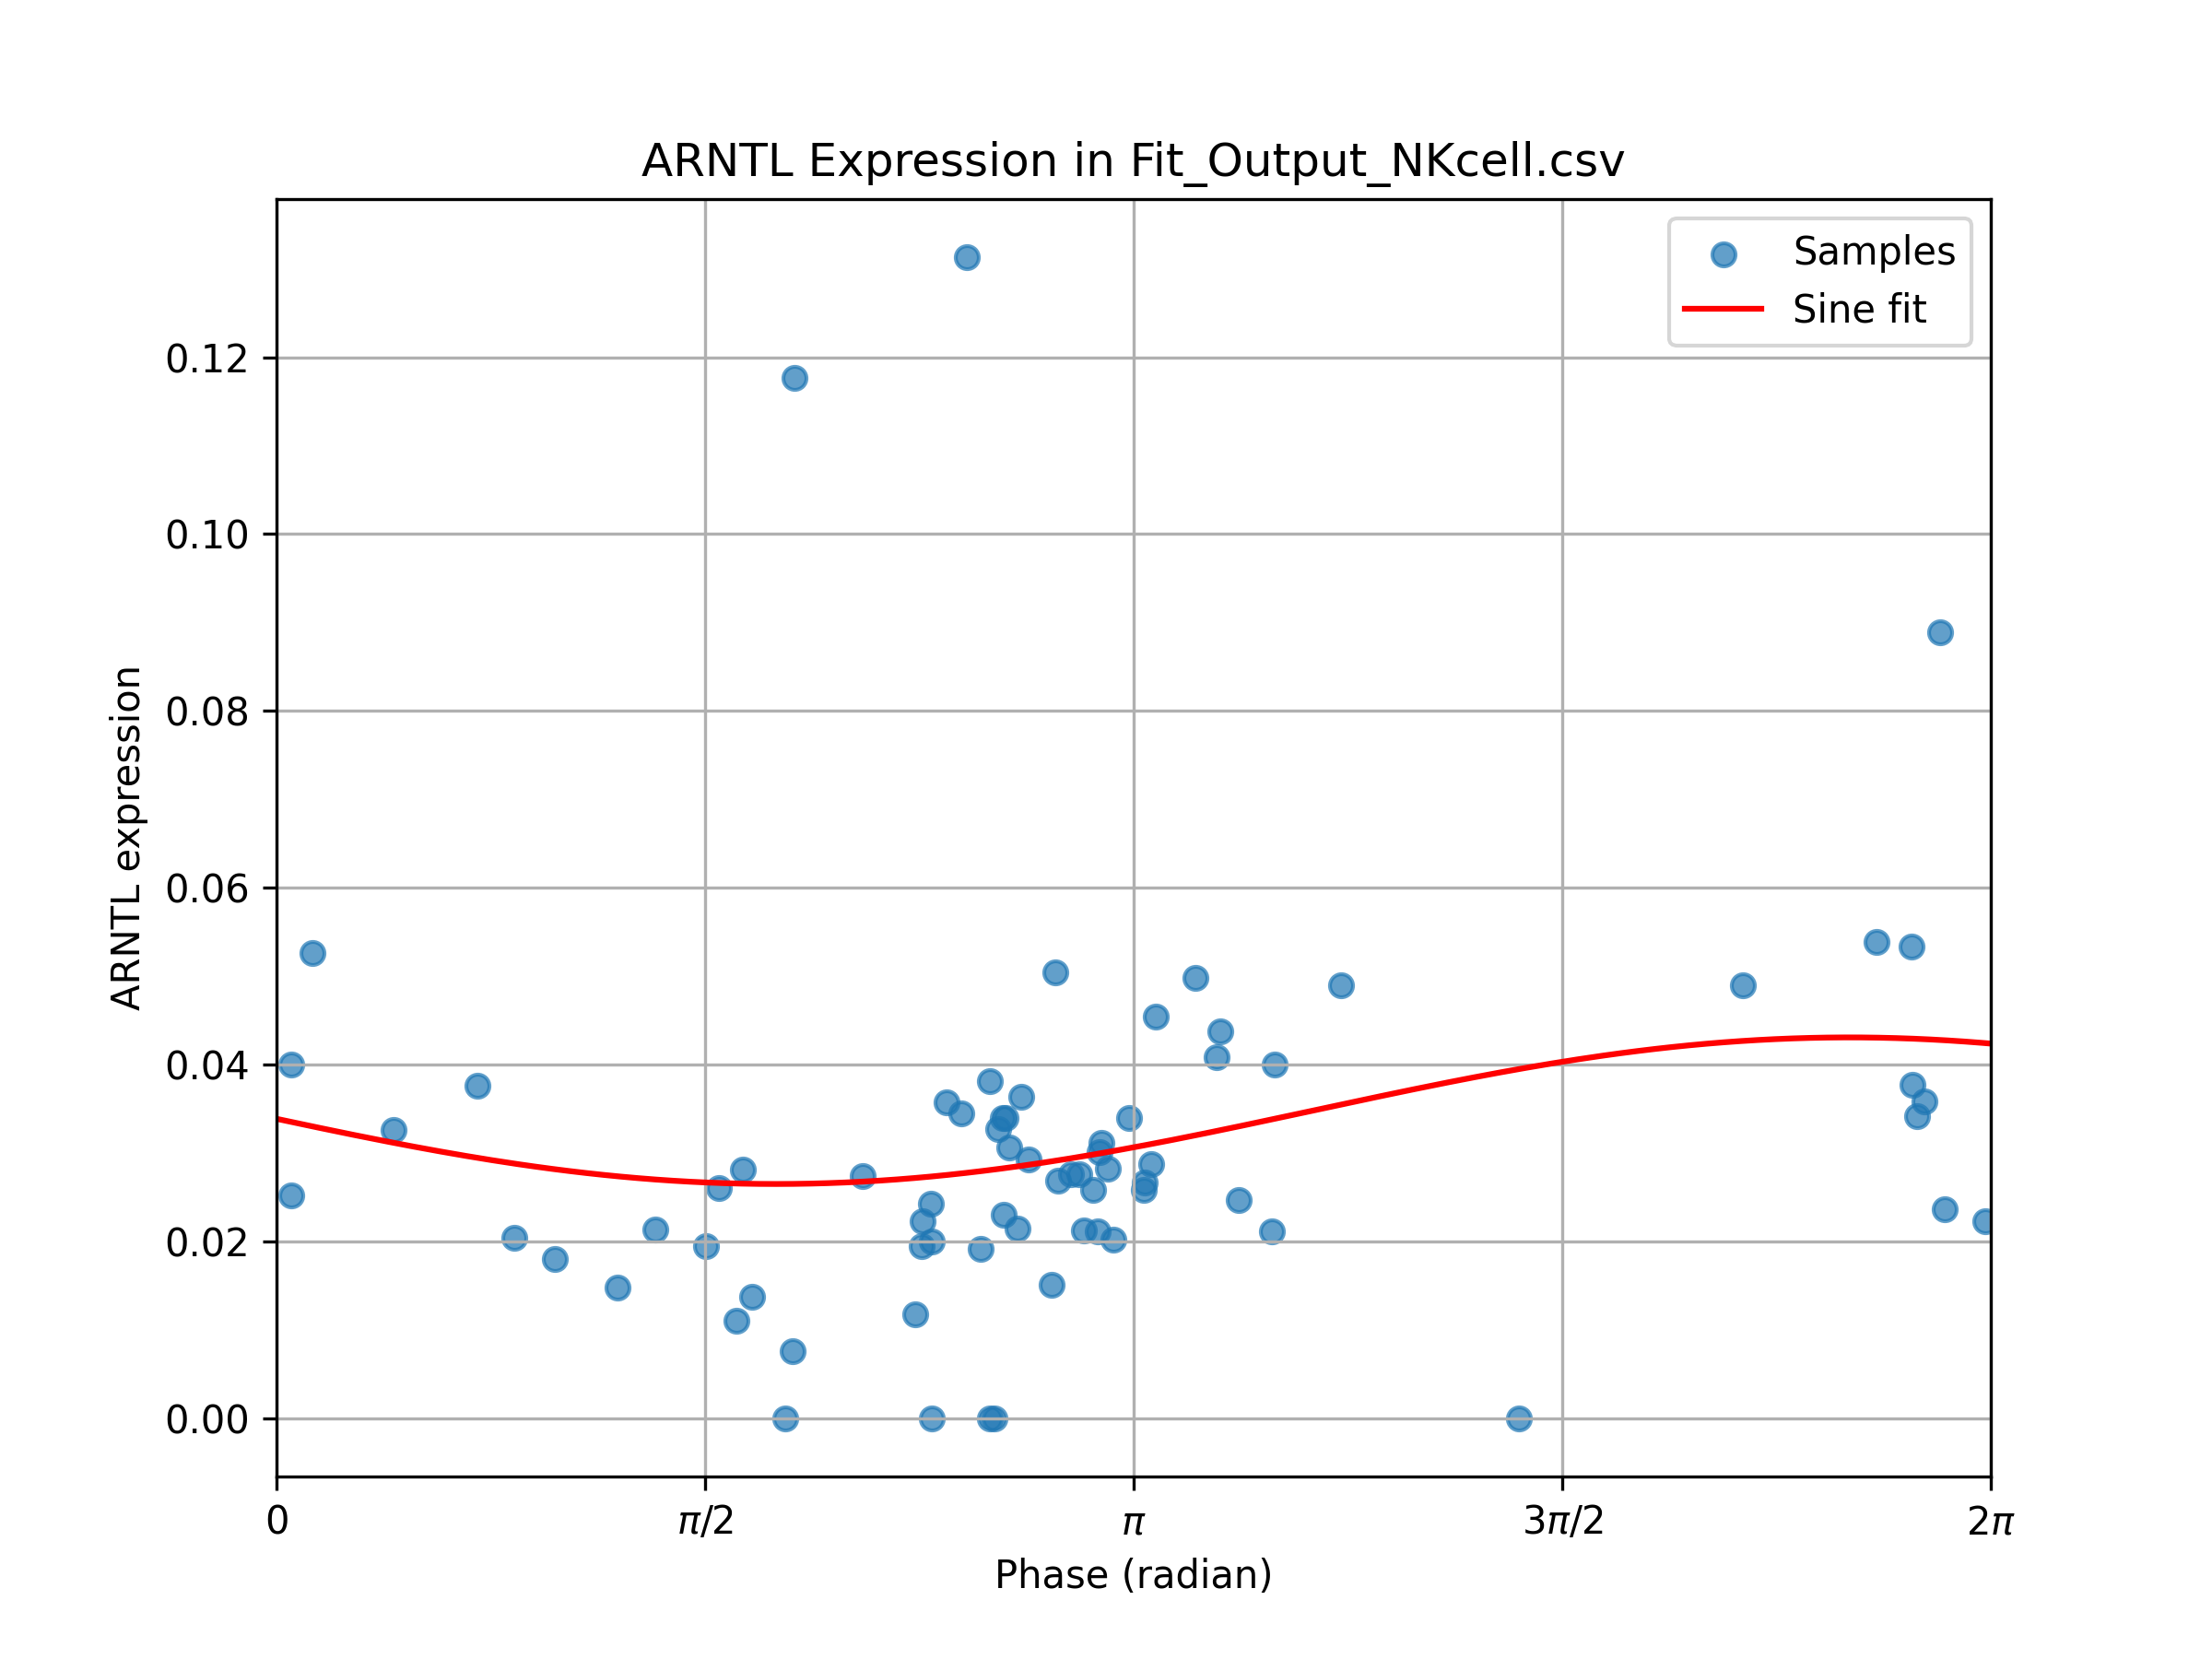 ARNTL Expression in Fit_Output_NKcell.csv
Samples
Sine fit
0.12
0.10
0.08
0.06
0.04
0.02
0.00
ARNTL expression
0 π/2 π 3π/2 2π
Phase (radian)